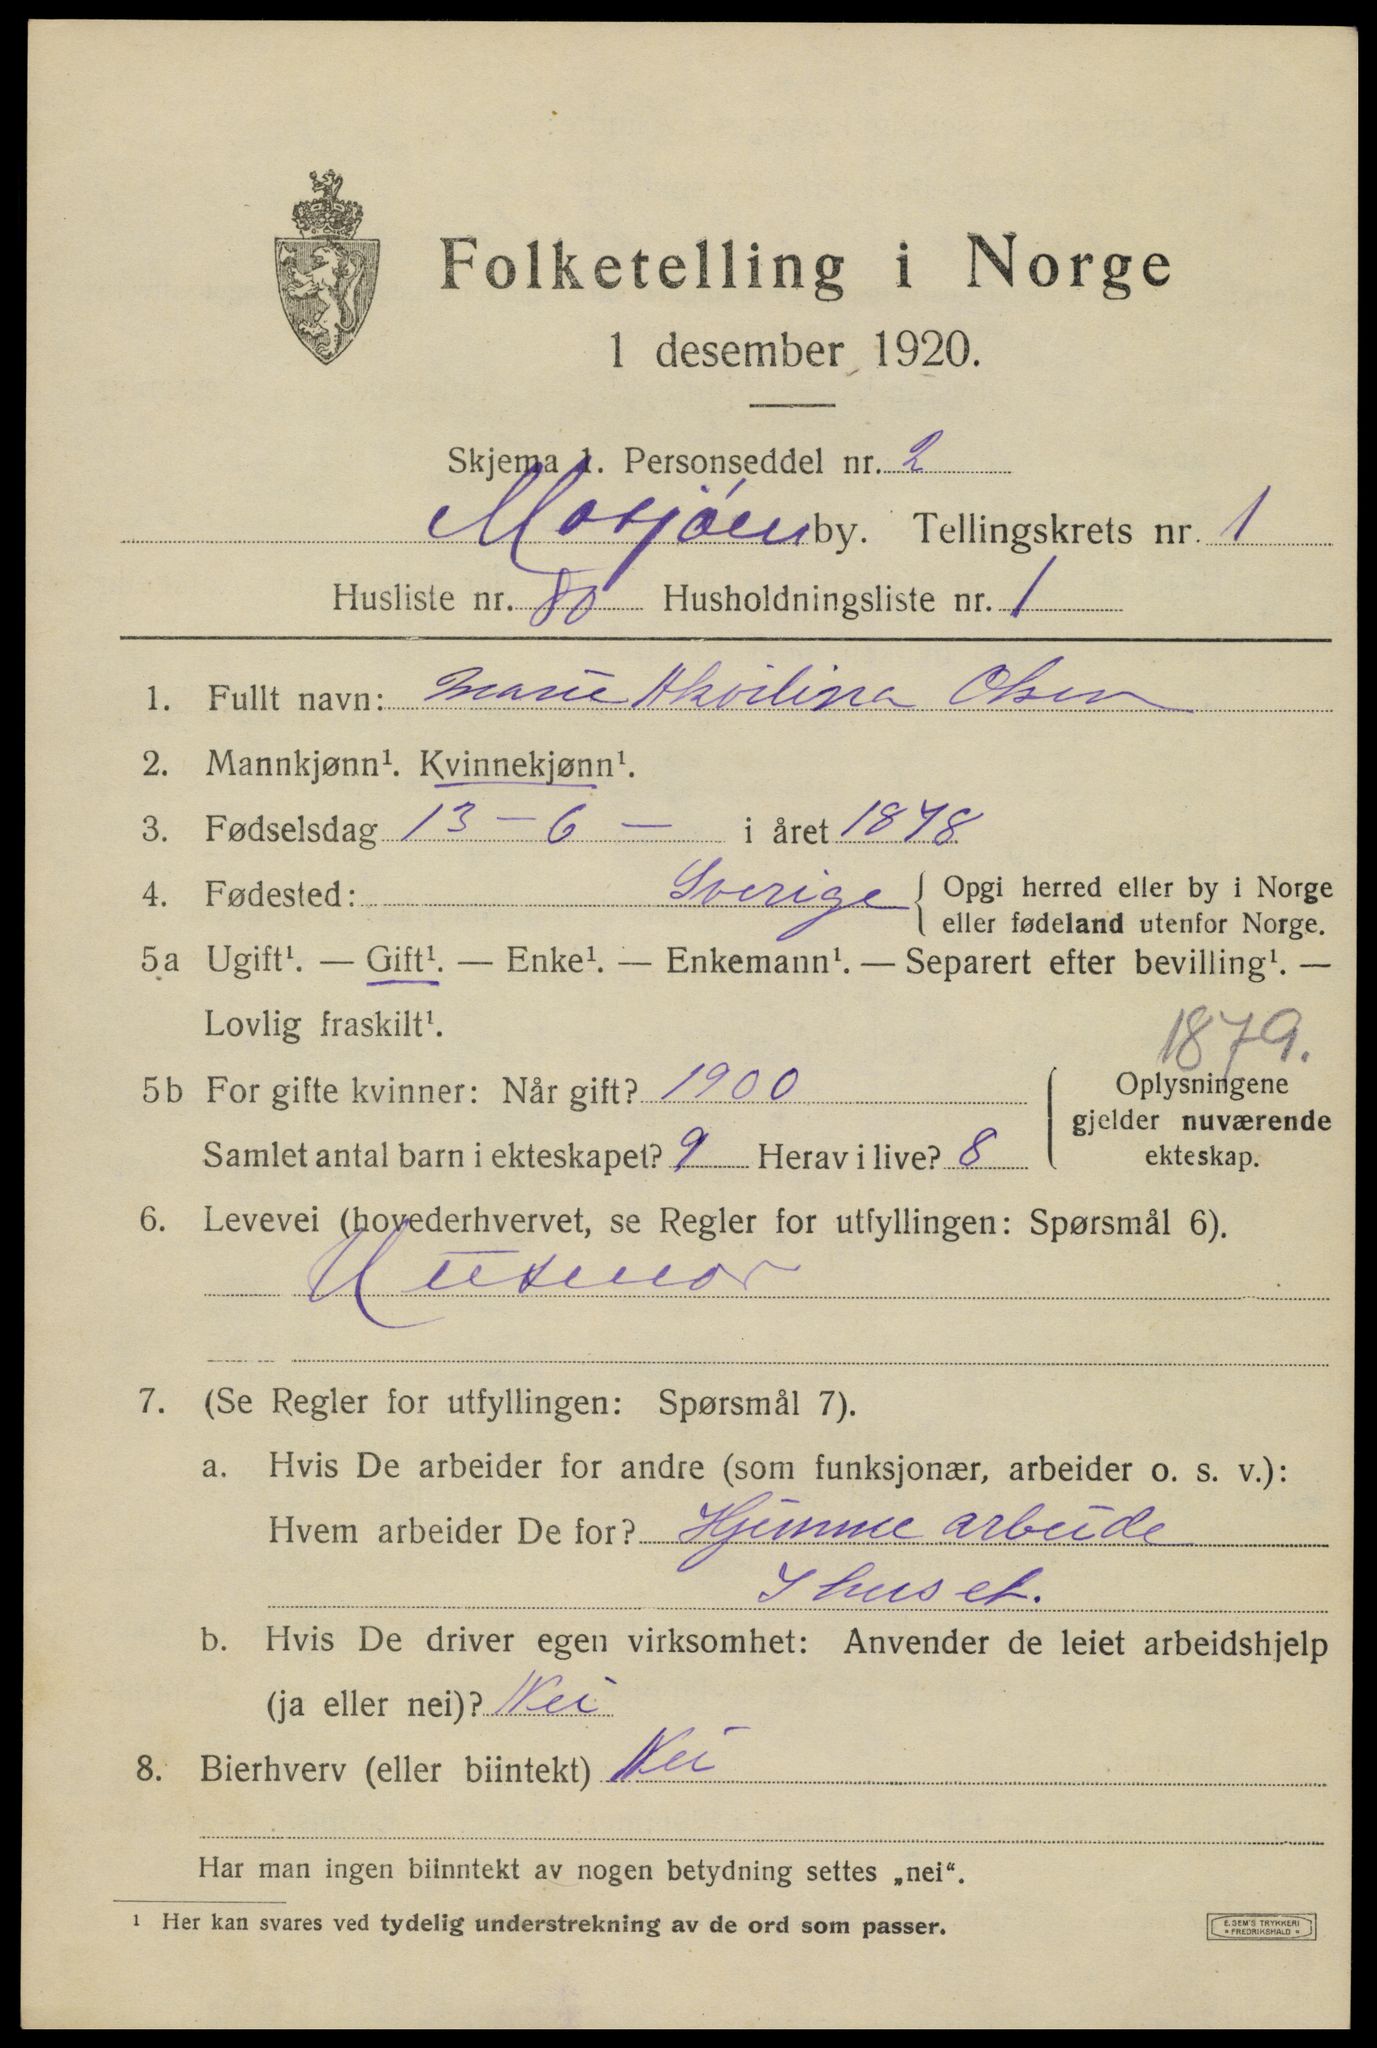 Folketelling i Norge
1 desember 1920.
Skjema 1. Personseddel nr. 2
Mosjøen by. Tellingskrets nr. 1
Husliste nr. 80 Husholdningsliste nr. 1
1. Fullt navn: Marie Akvilina Olsen
2. Mannkjønn¹. Kvinnekjønn¹.
3. Fødselsdag 13 – 6 – i året 1878
4. Fødested: Sverige { Opgi herred eller by i Norge
eller fødeland utenfor Norge.
5a Ugift¹. — Gift¹. — Enke¹. — Enkemann¹. — Separert efter bevilling¹. —
Lovlig fraskilt¹.
1879.
5b For gifte kvinner: Når gift? 1900
Samlet antal barn i ekteskapet? 9 Herav i live? 8
Oplysningene
gjelder nuværende
ekteskap.
6. Levevei (hovederhvervet, se Regler for utfyllingen: Spørsmål 6).
Husmor
7. (Se Regler for utfyllingen: Spørsmål 7).
a. Hvis De arbeider for andre (som funksjonær, arbeider o. s. v.):
Hvem arbeider De for? Hjemme arbeide
I huset.
b. Hvis De driver egen virksomhet: Anvender de leiet arbeidshjelp
(ja eller nei)? Nei
8. Bierhverv (eller biintekt) Nei
Har man ingen biinntekt av nogen betydning settes „nei“.
¹ Her kan svares ved tydelig understrekning av de ord som passer.
E. SEM'S TRYKKERI
* FREDRIKSHALD *